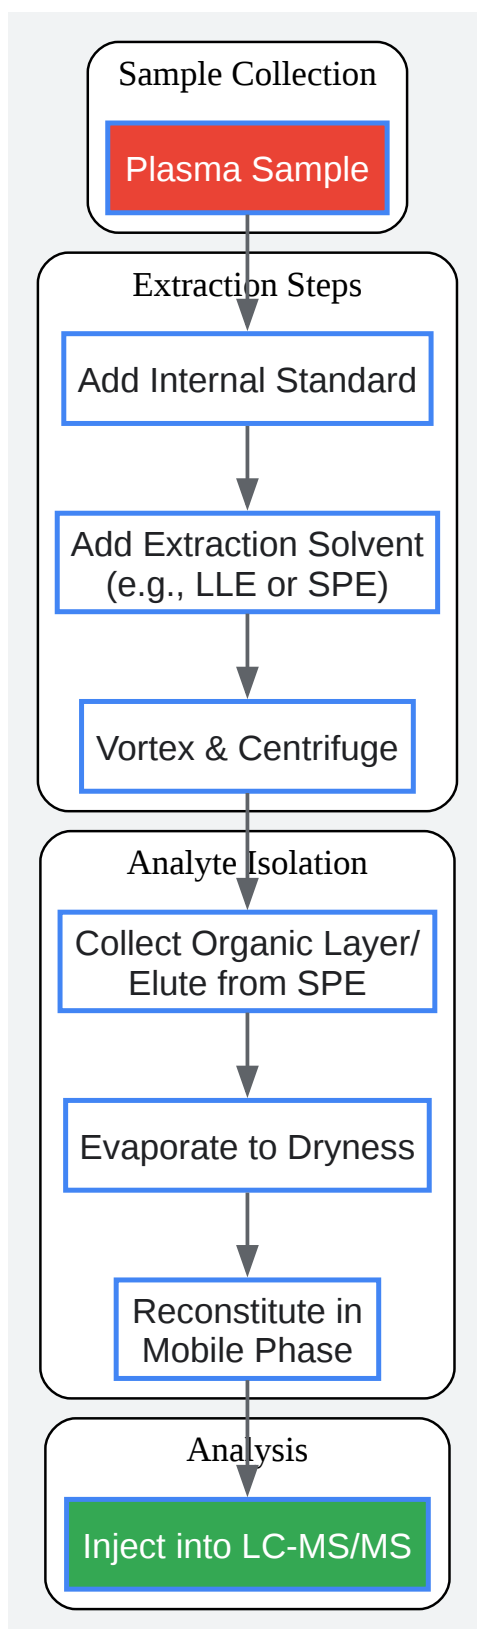 Sample Collection
Plasma Sample
Extraction Steps
Add Internal Standard
Add Extraction Solvent
(e.g., LLE or SPE)
Vortex & Centrifuge
Analyte Isolation
Collect Organic Layer/
Elute from SPE
Evaporate to Dryness
Reconstitute in
Mobile Phase
Analysis
Inject into LC-MS/MS